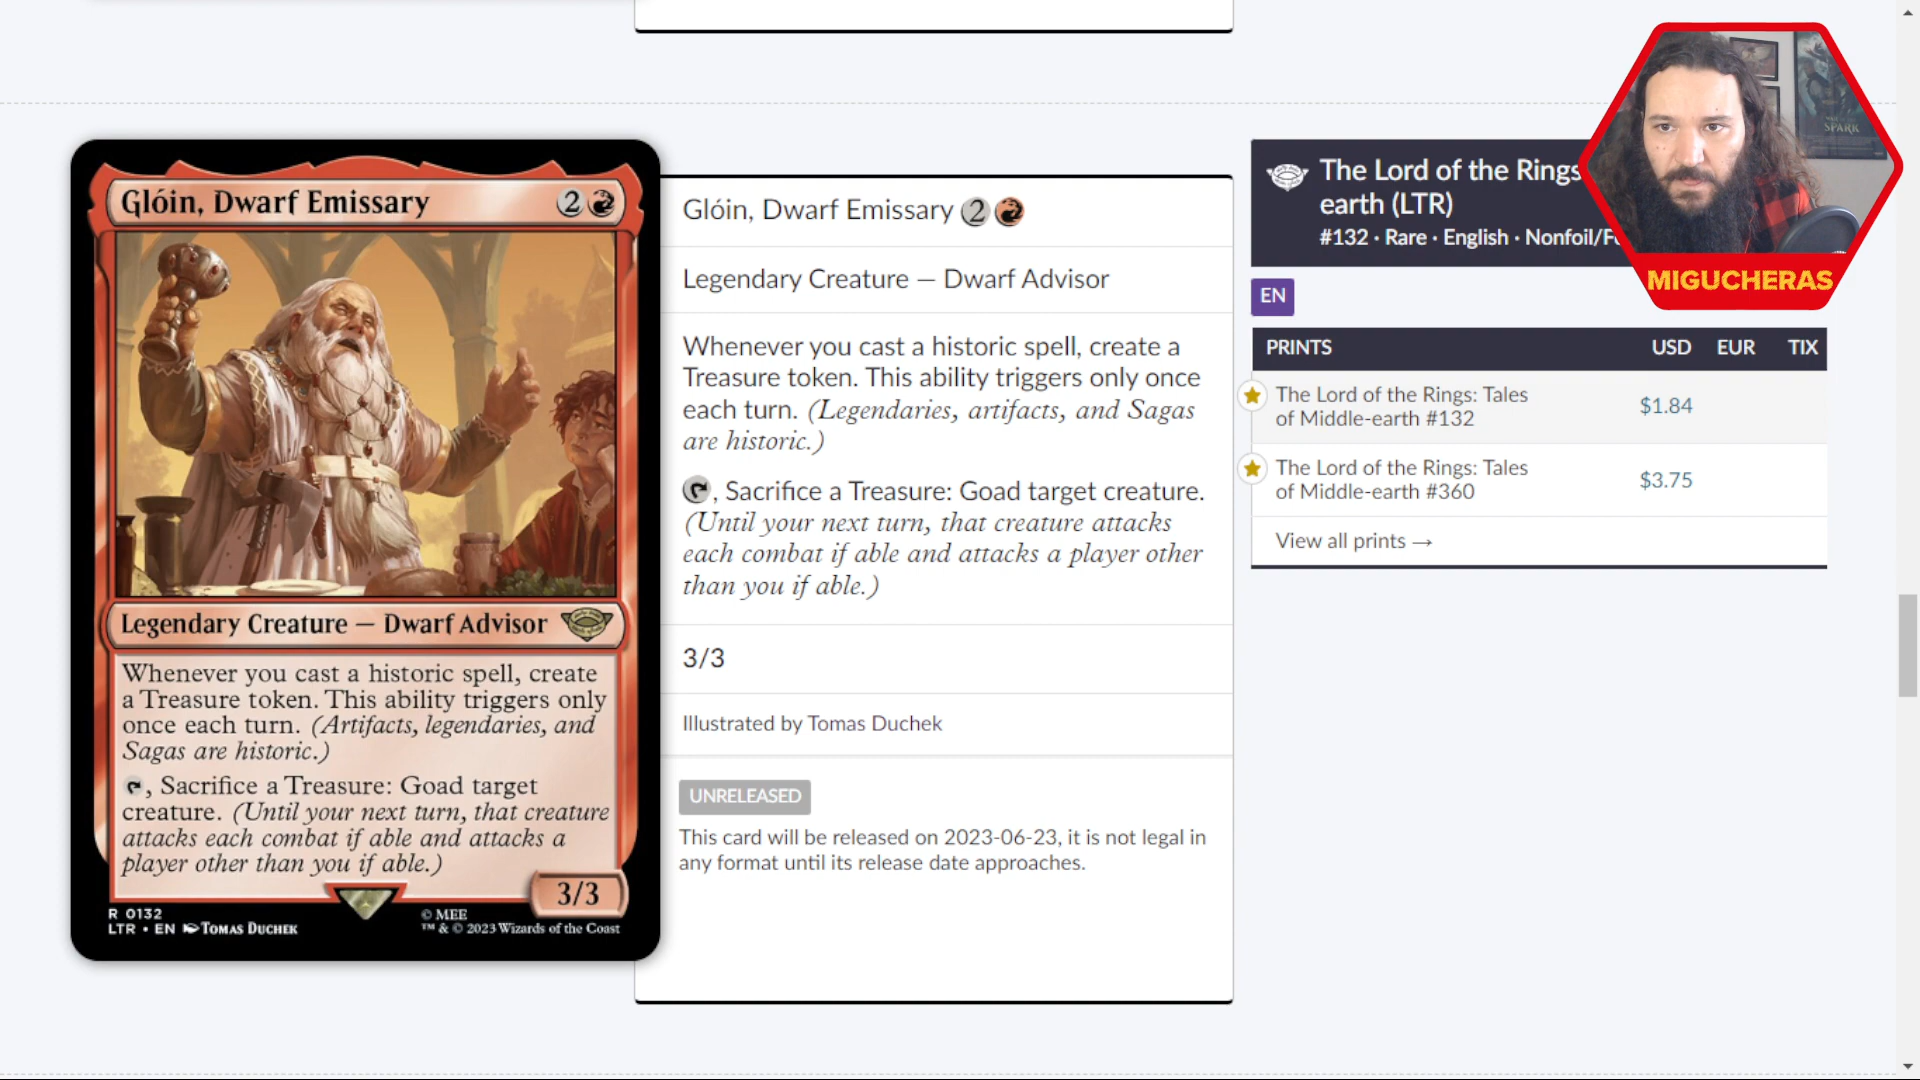 Glóin, Dwarf Emissary 2
Legendary Creature — Dwarf Advisor
Whenever you cast a historic spell, create
a Treasure token. This ability triggers only
once each turn. (Artifacts, legendaries, and
Sagas are historic.)
, Sacrifice a Treasure: Goad target
creature. (Until your next turn, that creature
attacks each combat if able and attacks a
player other than you if able.)
3/3
R 0132
LTR • EN Tomas Duchek
© MEE
™ & © 2023 Wizards of the Coast
Glóin, Dwarf Emissary 2
Legendary Creature — Dwarf Advisor
Whenever you cast a historic spell, create a
Treasure token. This ability triggers only once
each turn. (Legendaries, artifacts, and Sagas
are historic.)
, Sacrifice a Treasure: Goad target creature.
(Until your next turn, that creature attacks
each combat if able and attacks a player other
than you if able.)
3/3
Illustrated by Tomas Duchek
UNRELEASED
This card will be released on 2023-06-23, it is not legal in
any format until its release date approaches.
The Lord of the Rings
earth (LTR)
#132 · Rare · English · Nonfoil/
EN
PRINTS USD EUR TIX
The Lord of the Rings: Tales
of Middle-earth #132 $1.84
The Lord of the Rings: Tales
of Middle-earth #360 $3.75
View all prints →
SPARK
MIGUCHERAS